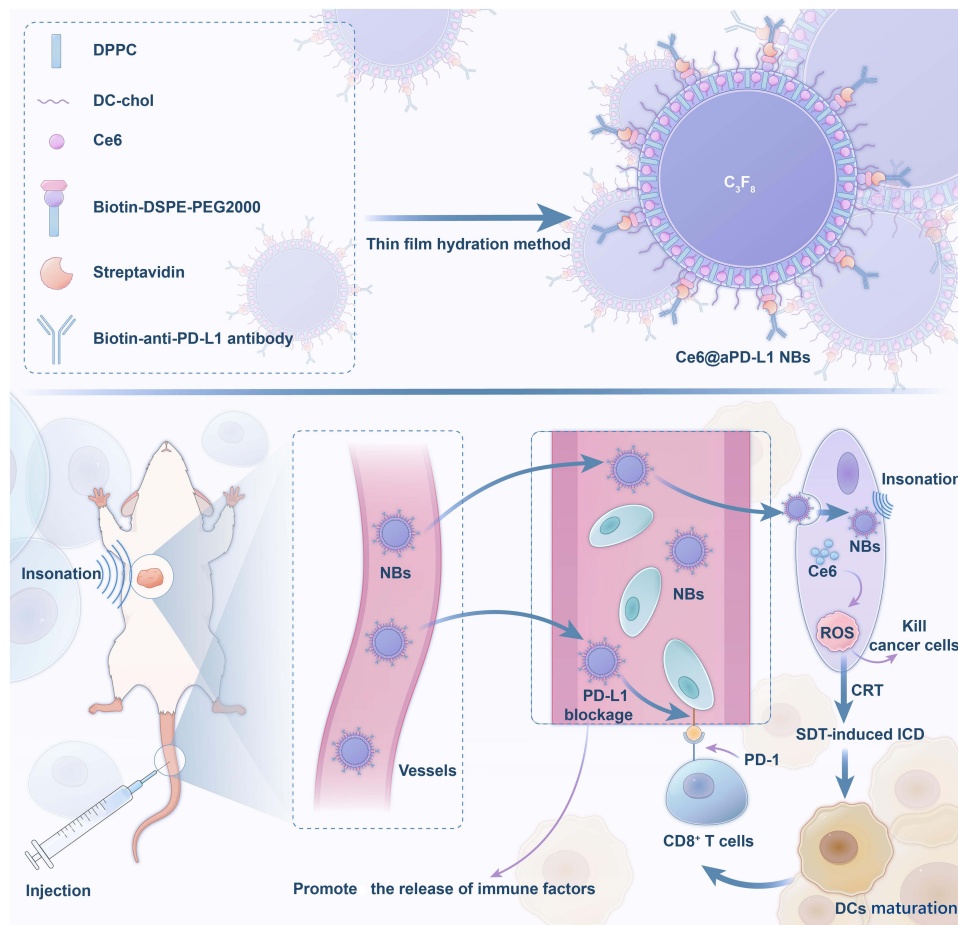 DPPC
DC-chol
Ce6
Biotin-DSPE-PEG2000
Streptavidin
Biotin-anti-PD-L1 antibody
Thin film hydration method
C₃F₈
Ce6@aPD-L1 NBs
Insonation
Injection
NBs
Vessels
NBs
PD-L1
blockage
PD-1
CD8⁺ T cells
Promote the release of immune factors
Insonation
NBs
Ce6
ROS
Kill
cancer cells
CRT
SDT-induced ICD
DCs maturation